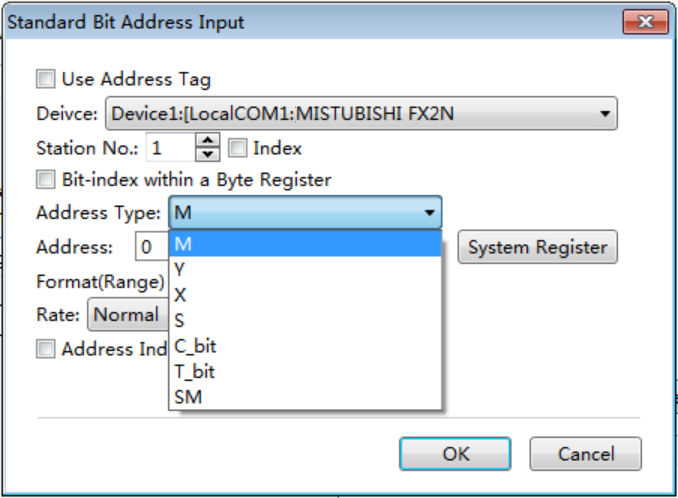 Standard Bit Address Input
Use Address Tag
Deivce: Device1:[LocalCOM1:MISTUBISHI FX2N
Station No.: 1 Index
Bit-index within a Byte Register
Address Type: M
Address: 0 M System Register
Y
Format(Range)
X
Rate: Normal
S
C_bit
Address Ind
T_bit
SM
OK Cancel